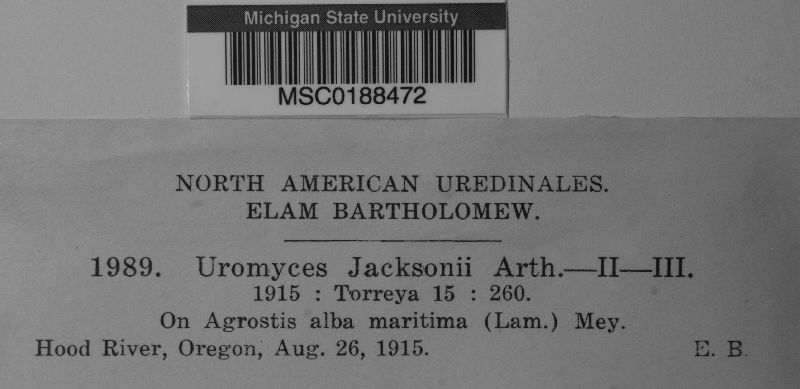 Michigan State University
MSC0188472
NORTH AMERICAN UREDINALES.
ELAM BARTHOLOMEW.
1989. Uromyces Jacksonii Arth.—II—III.
1915 : Torreya 15 : 260.
On Agrostis alba maritima (Lam.) Mey.
Hood River, Oregon, Aug. 26, 1915. E. B.